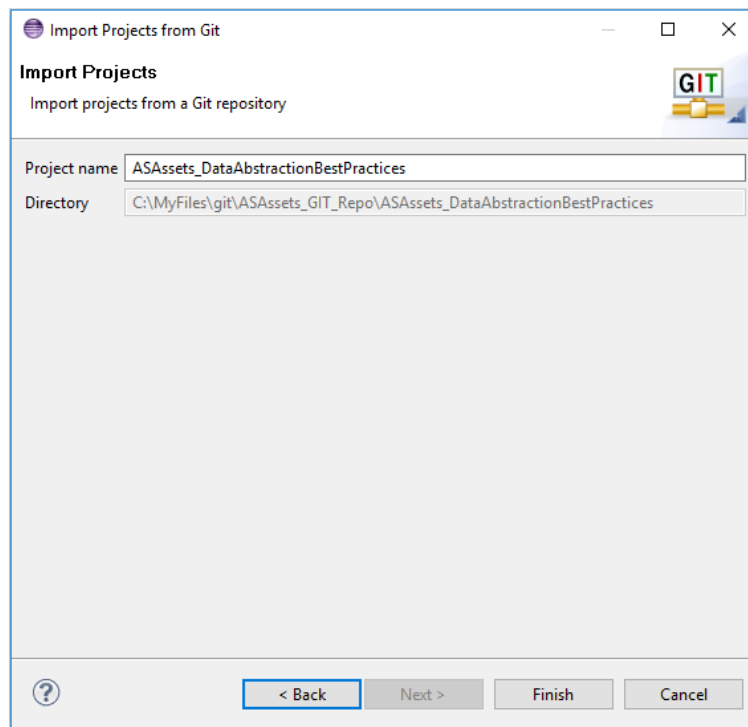 Import Projects from Git
Import Projects
Import projects from a Git repository
GIT
Project name ASAssets_DataAbstractionBestPractices
Directory C:\MyFiles\git\ASAssets_GIT_Repo\ASAssets_DataAbstractionBestPractices
? < Back Next > Finish Cancel